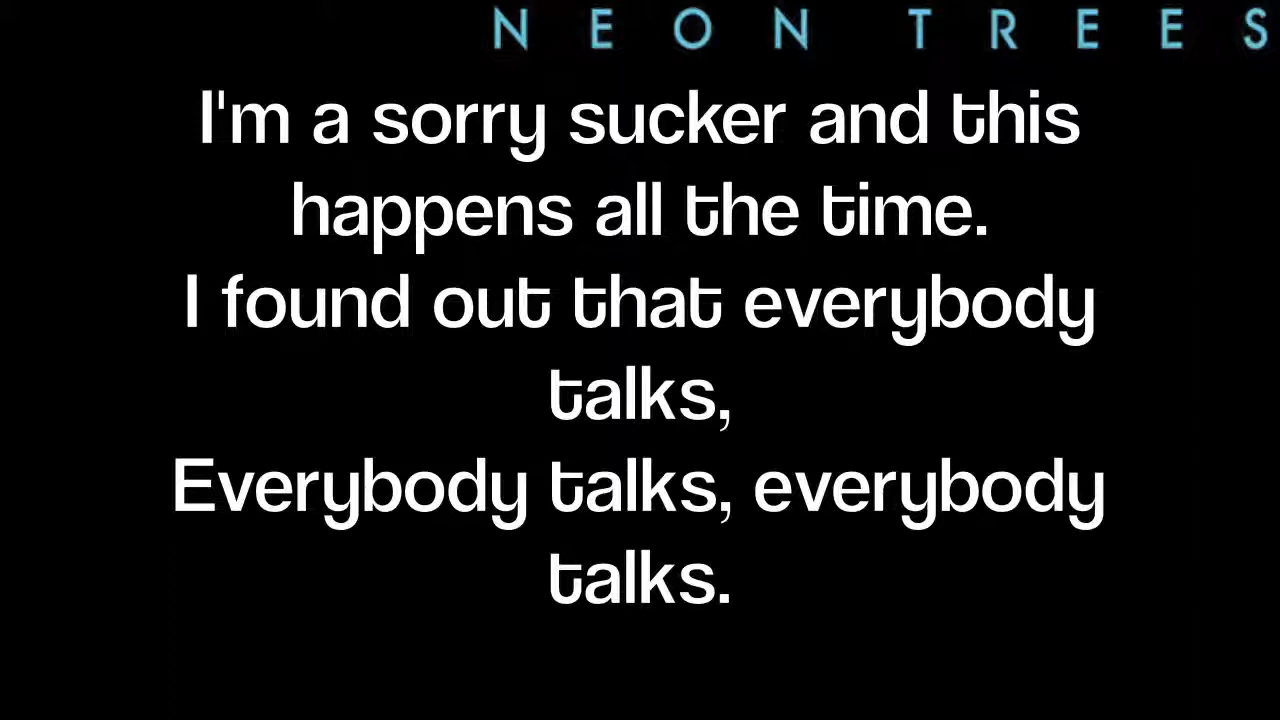 NEON TREES
I'm a sorry sucker and this
happens all the time.
I found out that everybody
talks,
Everybody talks, everybody
talks.